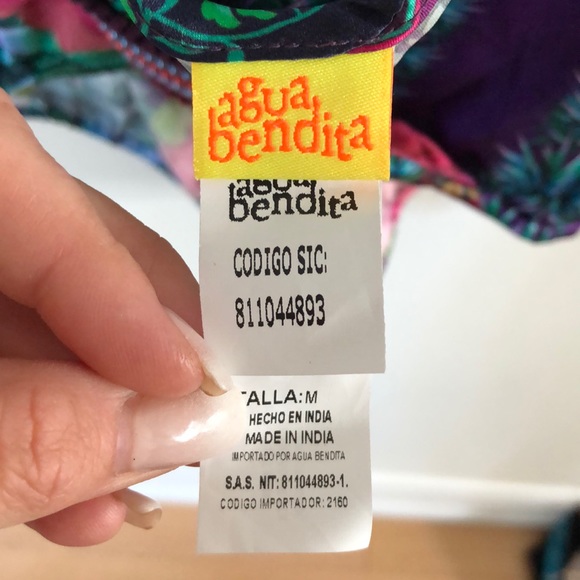 agua
bendita
agua
bendita
CODIGO SIC:
811044893
TALLA: M
HECHO EN INDIA
MADE IN INDIA
IMPORTADO POR AGUA BENDITA
S.A.S. NIT: 811044893-1.
CODIGO IMPORTADOR: 2160